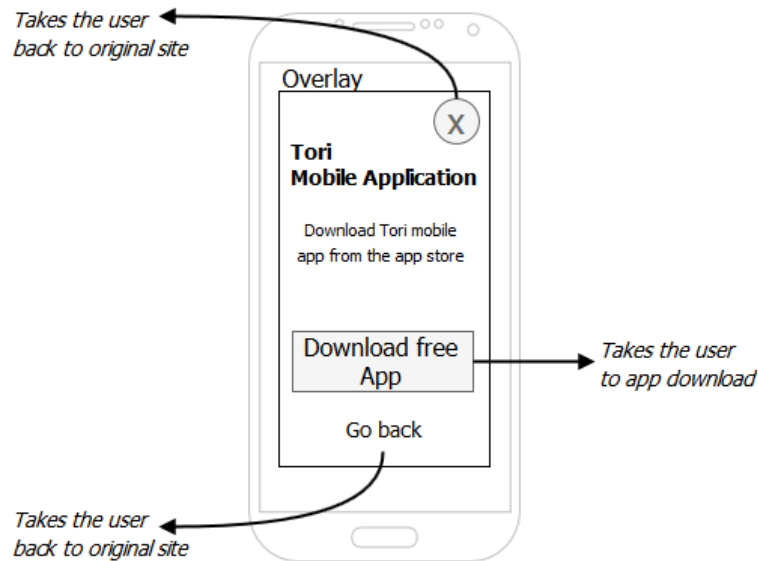 Takes the user
back to original site
Overlay
X
Tori
Mobile Application
Download Tori mobile
app from the app store
Download free
App
Takes the user
to app download
Go back
Takes the user
back to original site